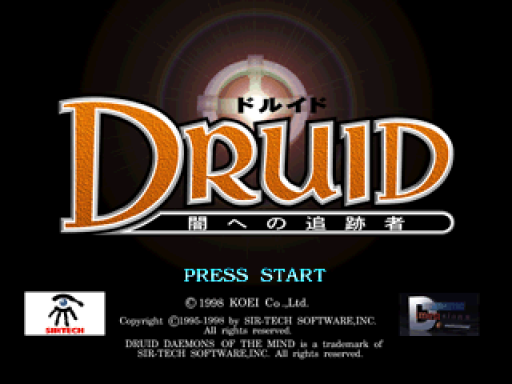 ドルイド
DRUID
闇への追跡者
PRESS START
©1998 KOEI Co.,Ltd.
Copyright ©1995-1998 by SIR-TECH SOFTWARE,INC.
All rights reserved.
DRUID DAEMONS OF THE MIND is a trademark of
SIR-TECH SOFTWARE,INC. All rights reserved.
SIRTECH